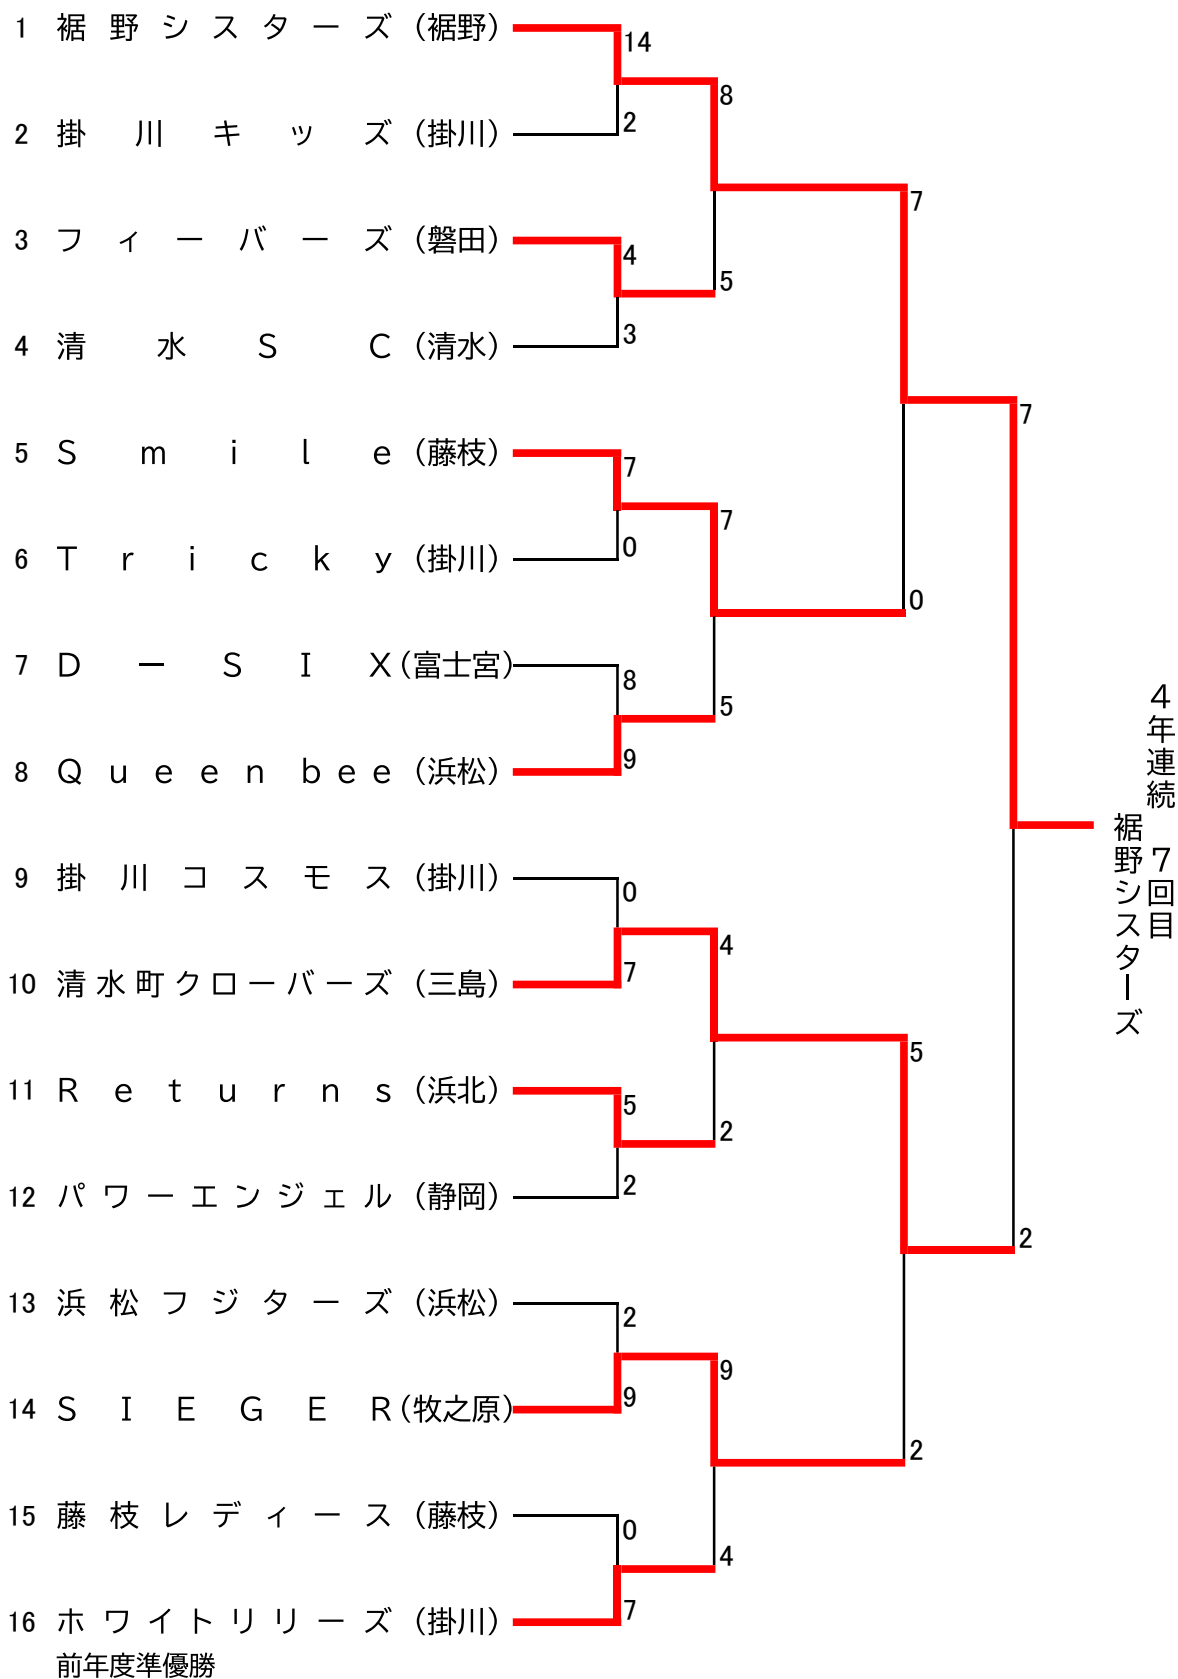 1 裾野シスターズ (裾野)
14
8
2 掛川キッズ (掛川)
2
7
3 フィーバーズ (磐田)
4
5
4 清水SC (清水)
3
7
5 Smile (藤枝)
7
7
6 Tricky (掛川)
0
0
7 D－SIX (富士宮)
8
5
8 Queenbee (浜松)
9
4年連続 7回目
裾野シスターズ
9 掛川コスモス (掛川)
0
4
10 清水町クローバーズ (三島)
7
5
11 Returns (浜北)
5
2
12 パワーエンジェル (静岡)
2
2
13 浜松フジターズ (浜松)
2
9
14 SIEGER (牧之原)
9
2
15 藤枝レディース (藤枝)
0
4
16 ホワイトリリーズ (掛川)
7
前年度準優勝